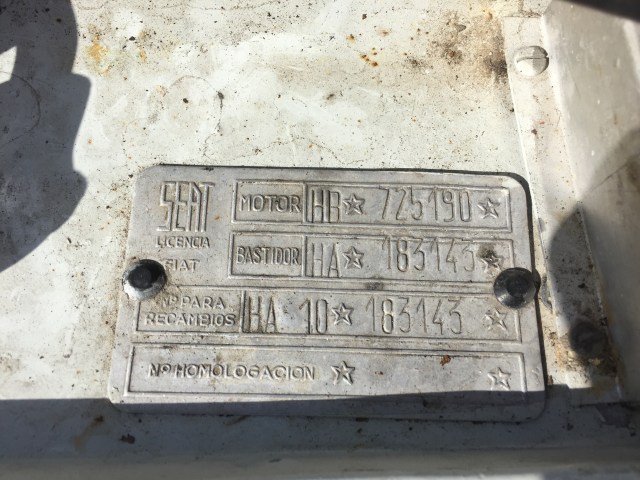 SEAT MOTOR HB☆ 725190☆
LICENCIA
FIAT BASTIDOR HA☆ 183143☆
Nº PARA
RECAMBIOS HA 10☆ 183143☆
Nº HOMOLOGACION ☆ ☆